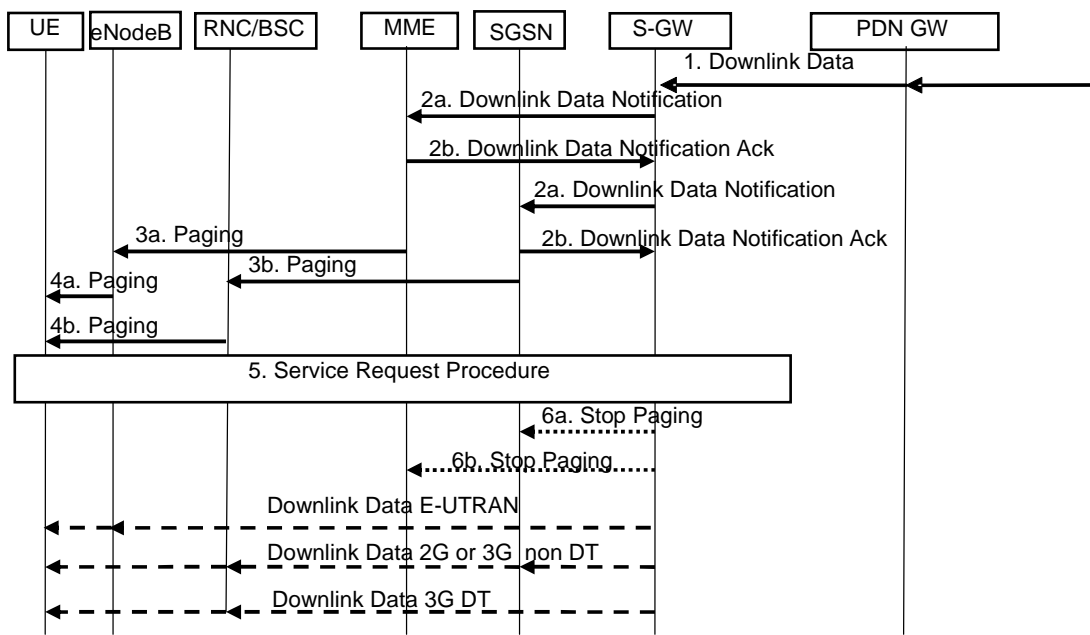 UE
eNodeB
RNC/BSC
MME
SGSN
S-GW
PDN GW
1. Downlink Data
2a. Downlink Data Notification
2b. Downlink Data Notification Ack
2a. Downlink Data Notification
3a. Paging
2b. Downlink Data Notification Ack
3b. Paging
4a. Paging
4b. Paging
5. Service Request Procedure
6a. Stop Paging
6b. Stop Paging
Downlink Data E-UTRAN
Downlink Data 2G or 3G non DT
Downlink Data 3G DT